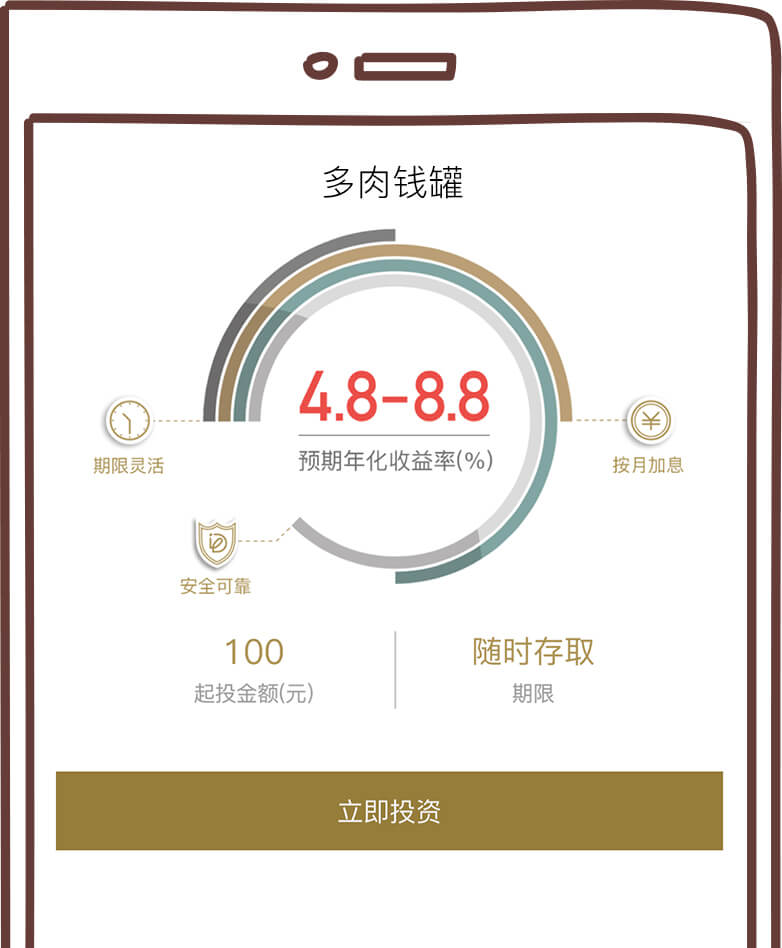 多肉钱罐
4.8-8.8
预期年化收益率(%)
期限灵活
按月加息
安全可靠
100
起投金额(元)
随时存取
期限
立即投资